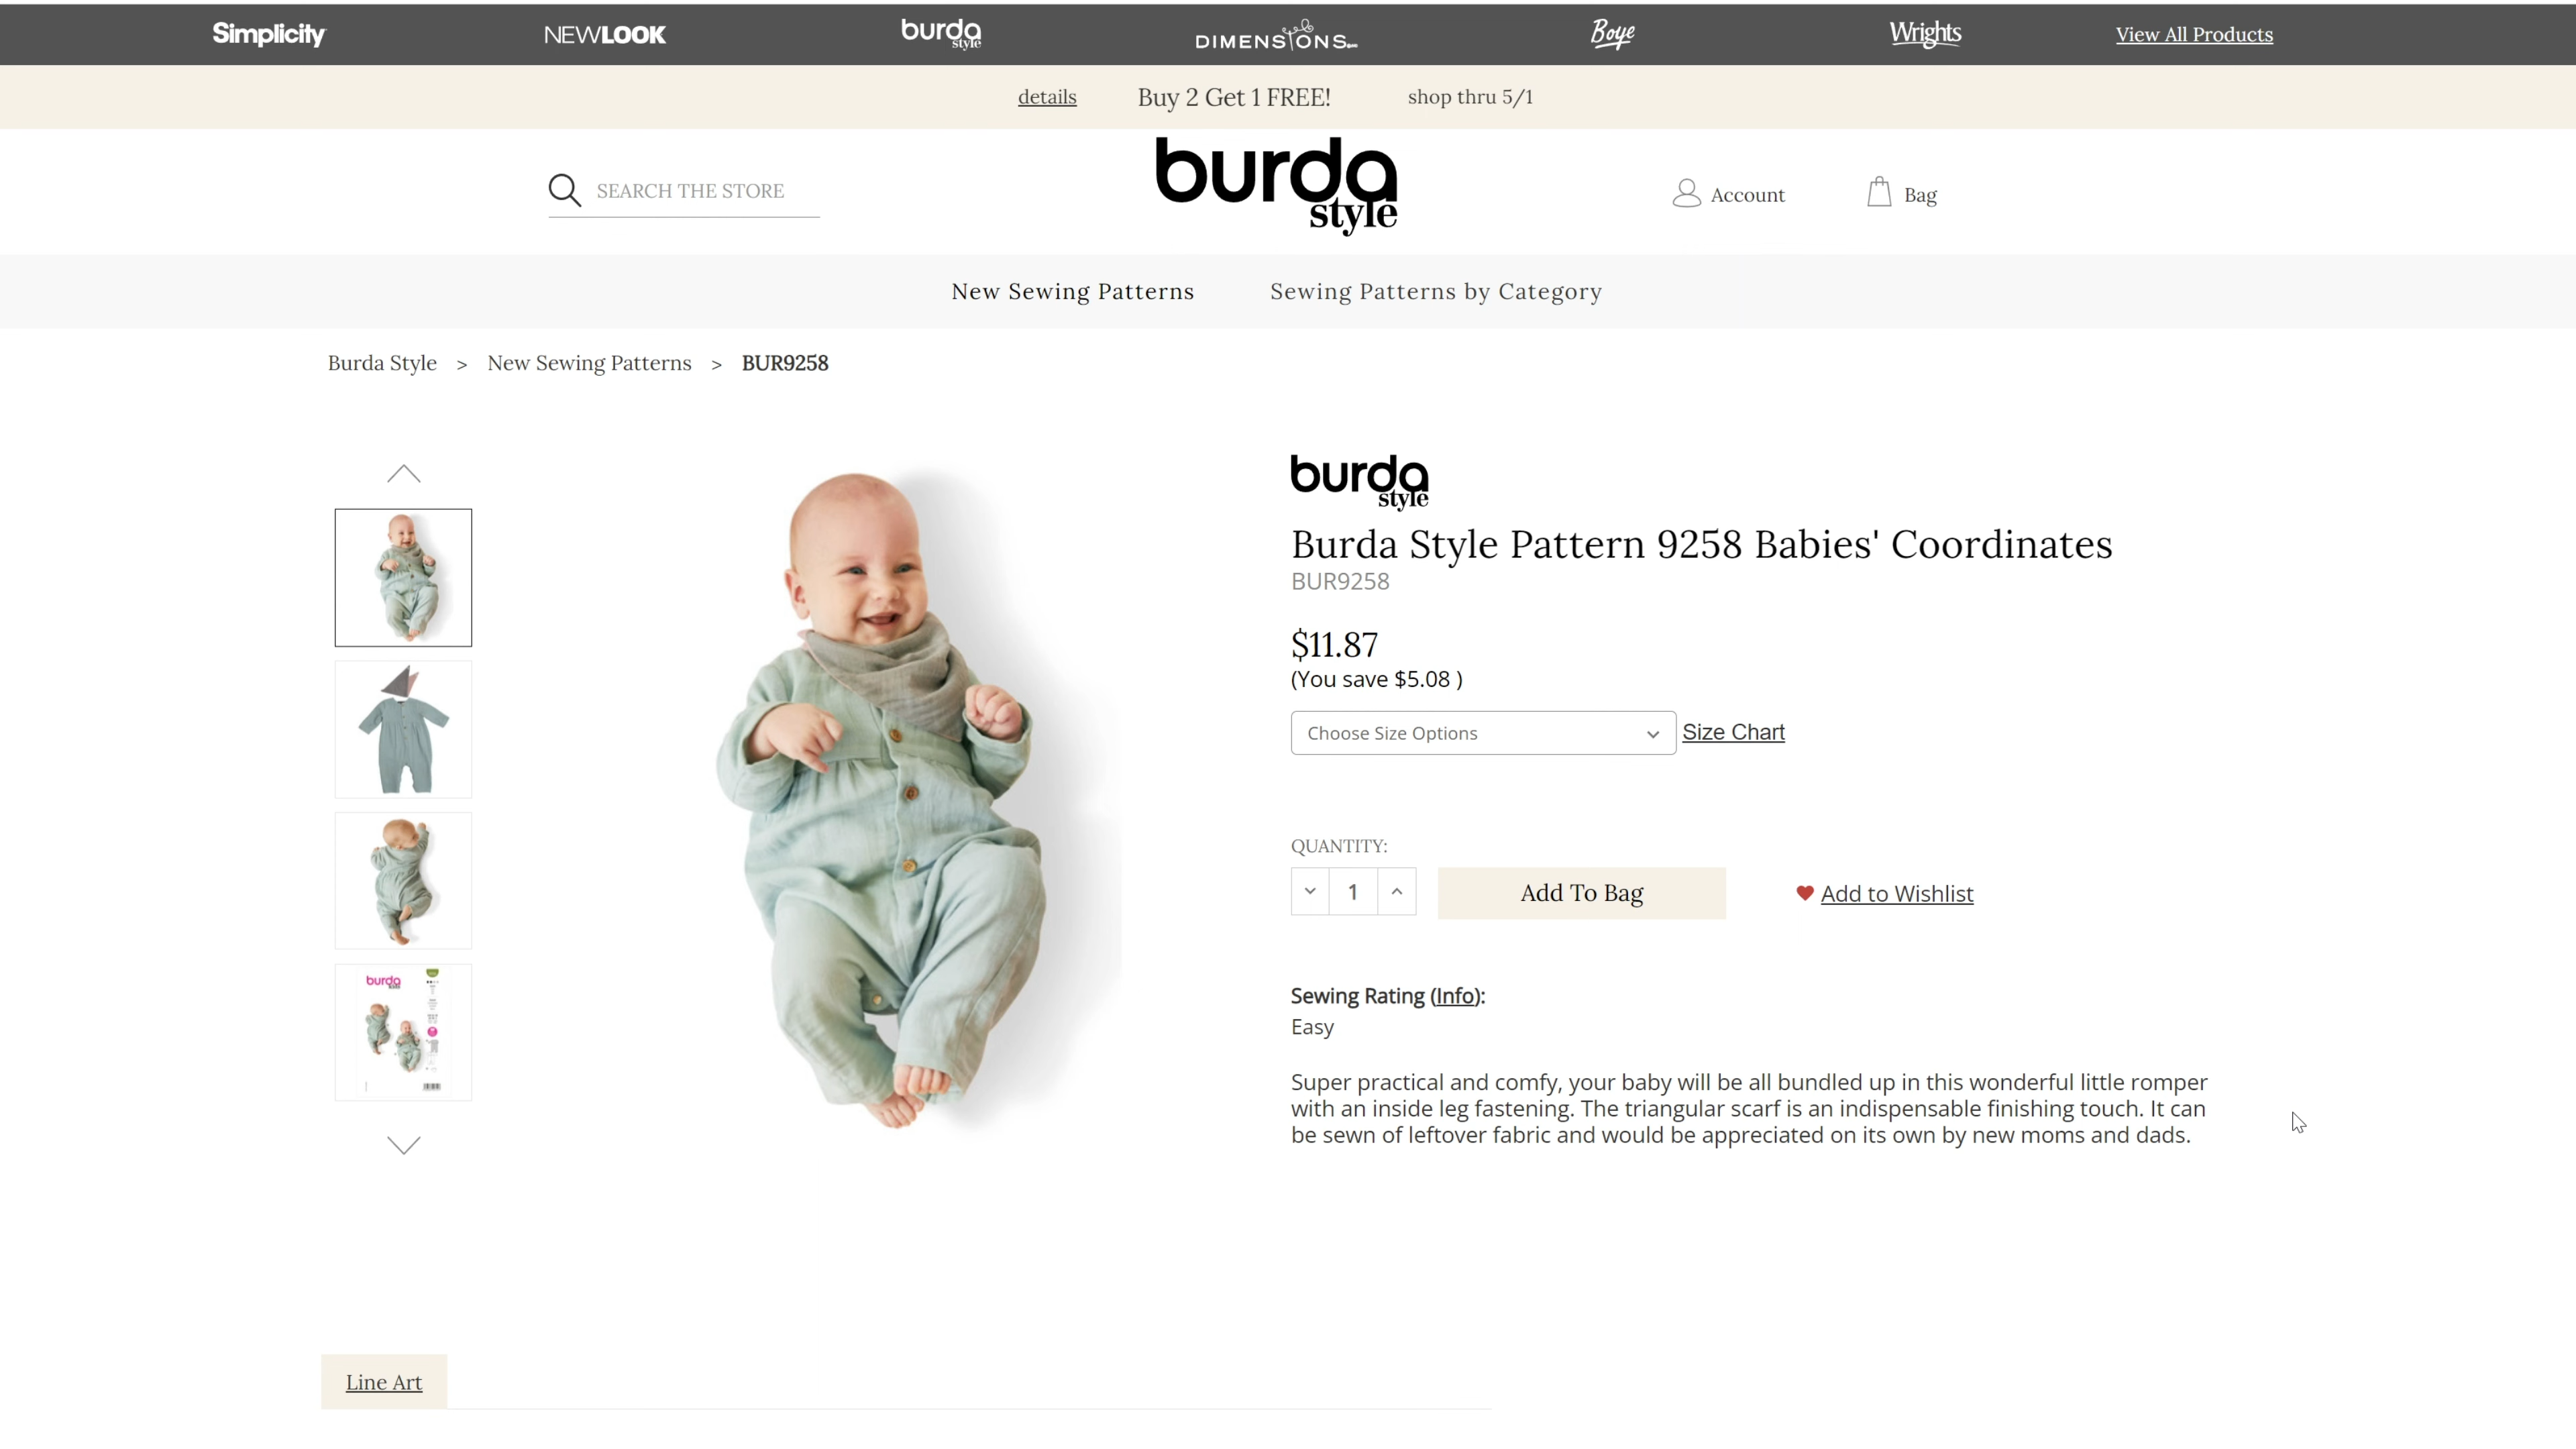 Simplicity
NEWLOOK
burda style
DIMENSIONS
Boye
Wrights
View All Products
details
Buy 2 Get 1 FREE!
shop thru 5/1
SEARCH THE STORE
burda
style
Account
Bag
New Sewing Patterns
Sewing Patterns by Category
Burda Style > New Sewing Patterns > BUR9258
burda
burda
style
Burda Style Pattern 9258 Babies' Coordinates
BUR9258
$11.87
(You save $5.08 )
Choose Size Options
Size Chart
QUANTITY:
1
Add To Bag
Add to Wishlist
Sewing Rating (Info):
Easy
Super practical and comfy, your baby will be all bundled up in this wonderful little romper
with an inside leg fastening. The triangular scarf is an indispensable finishing touch. It can
be sewn of leftover fabric and would be appreciated on its own by new moms and dads.
Line Art